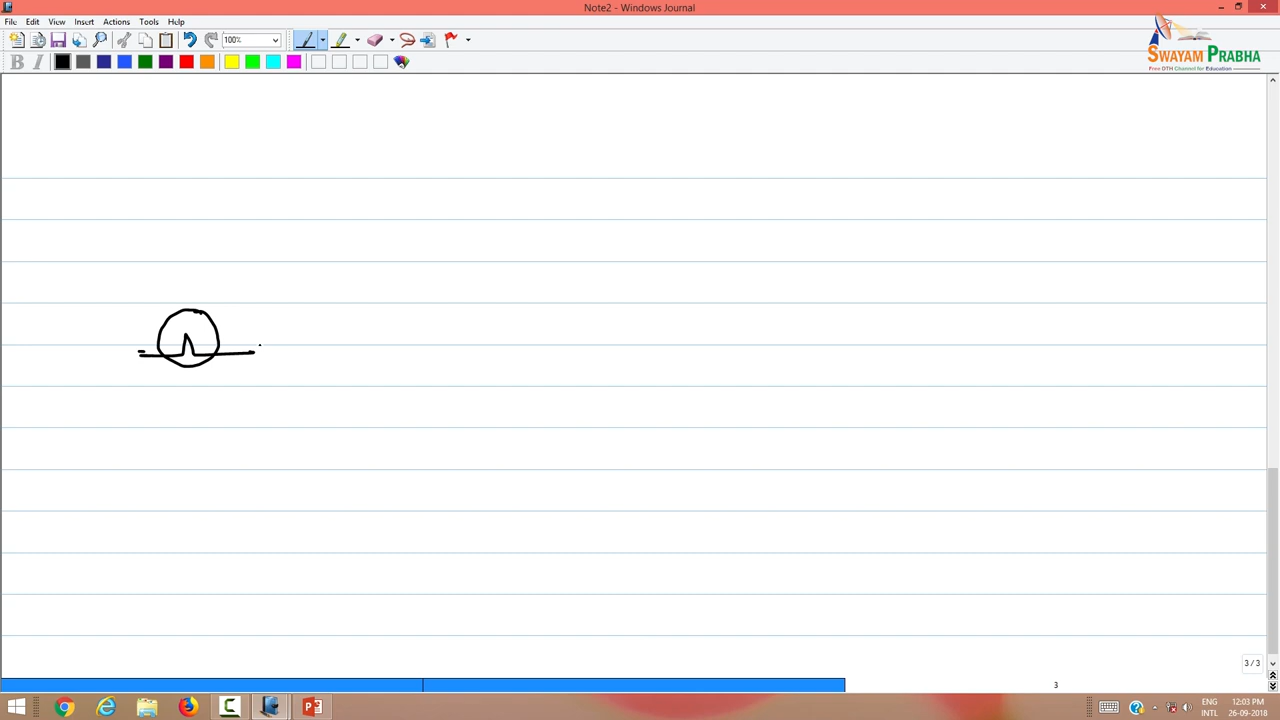 Note2 - Windows Journal
File Edit View Insert Actions Tools Help
100%
B I
SWAYAM PRABHA
Free DTH Channel for Education
3 / 3
3
ENG 12:03 PM
INTL 26-09-2018